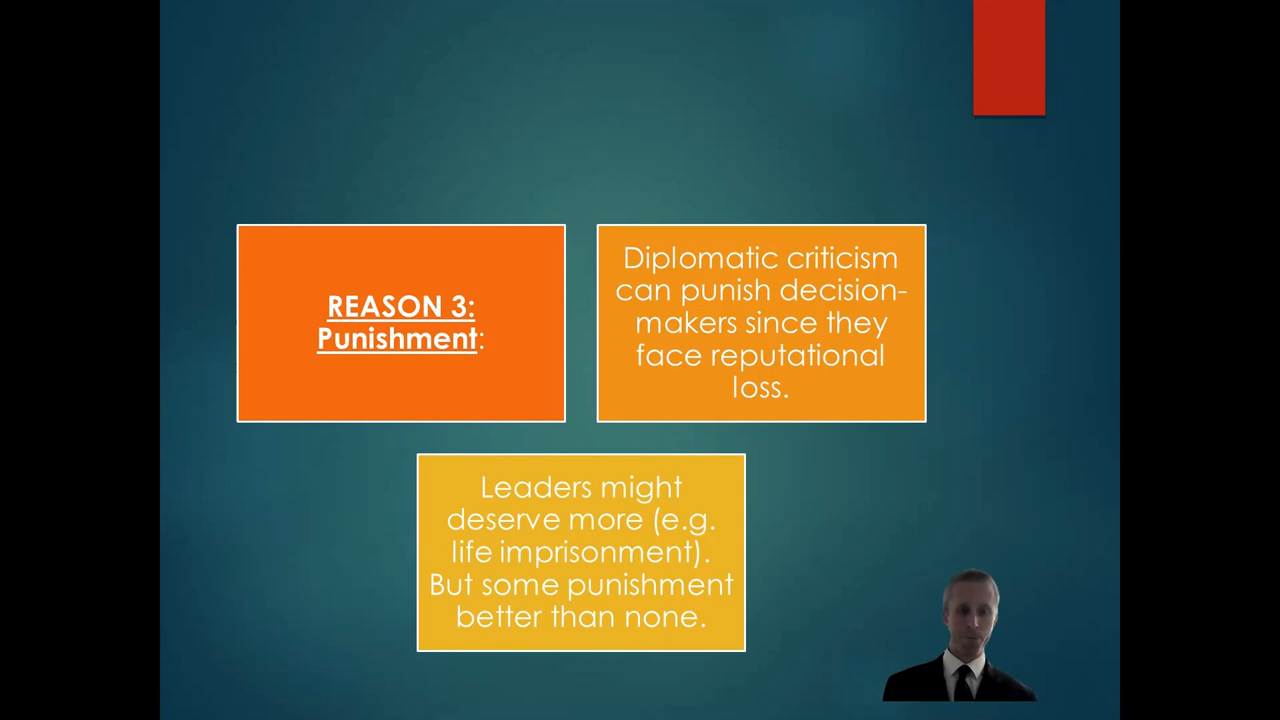 REASON 3:
Punishment:
Diplomatic criticism
can punish decision-
makers since they
face reputational
loss.
Leaders might
deserve more (e.g.
life imprisonment).
But some punishment
better than none.